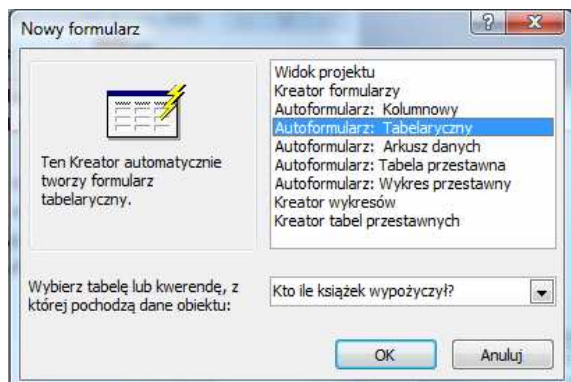 Nowy formularz
Ten Kreator automatycznie
tworzy formularz
tabelaryczny.
Widok projektu
Kreator formularzy
Autoformularz: Kolumnowy
Autoformularz: Tabelaryczny
Autoformularz: Arkusz danych
Autoformularz: Tabela przestawna
Autoformularz: Wykres przestawny
Kreator wykresów
Kreator tabel przestawnych
Wybierz tabelę lub kwerendę, z
której pochodzą dane obiektu:
Kto ile książek wypożyczył?
OK
Anuluj